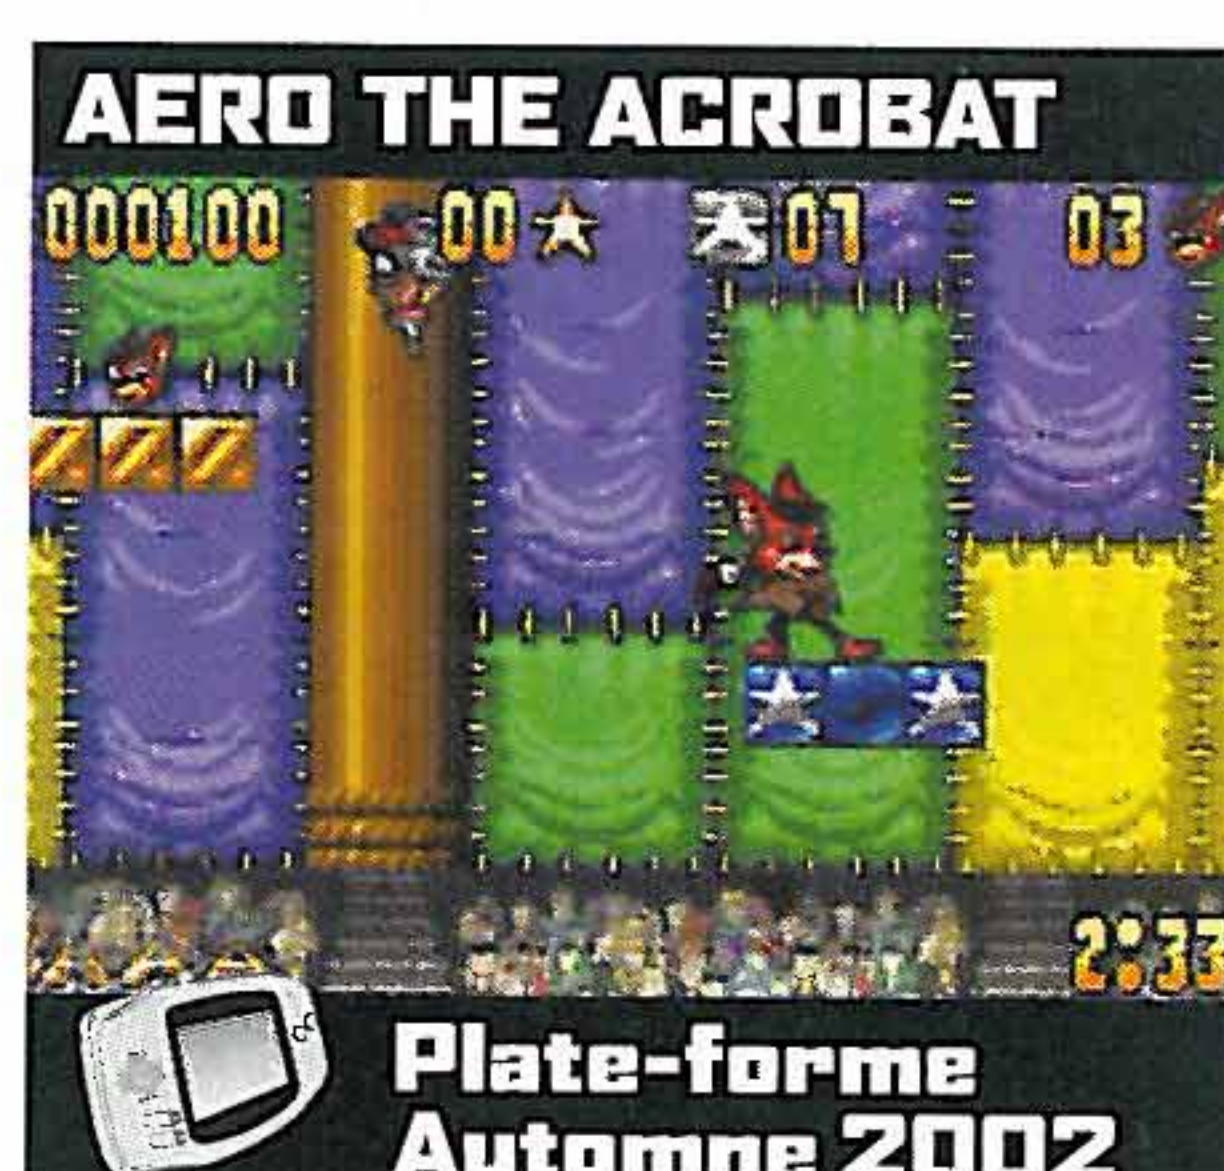 AERO THE ACROBAT
000100 00 07 03
2:33
Plate-forme
Automne 2002